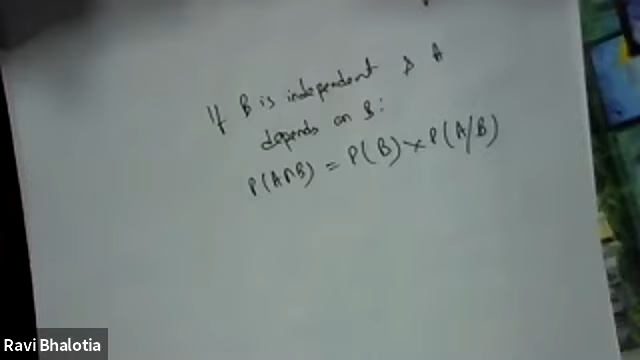 If B is independent & A
depends on B:
P(A∩B) = P(B) × P(A/B)
Ravi Bhalotia